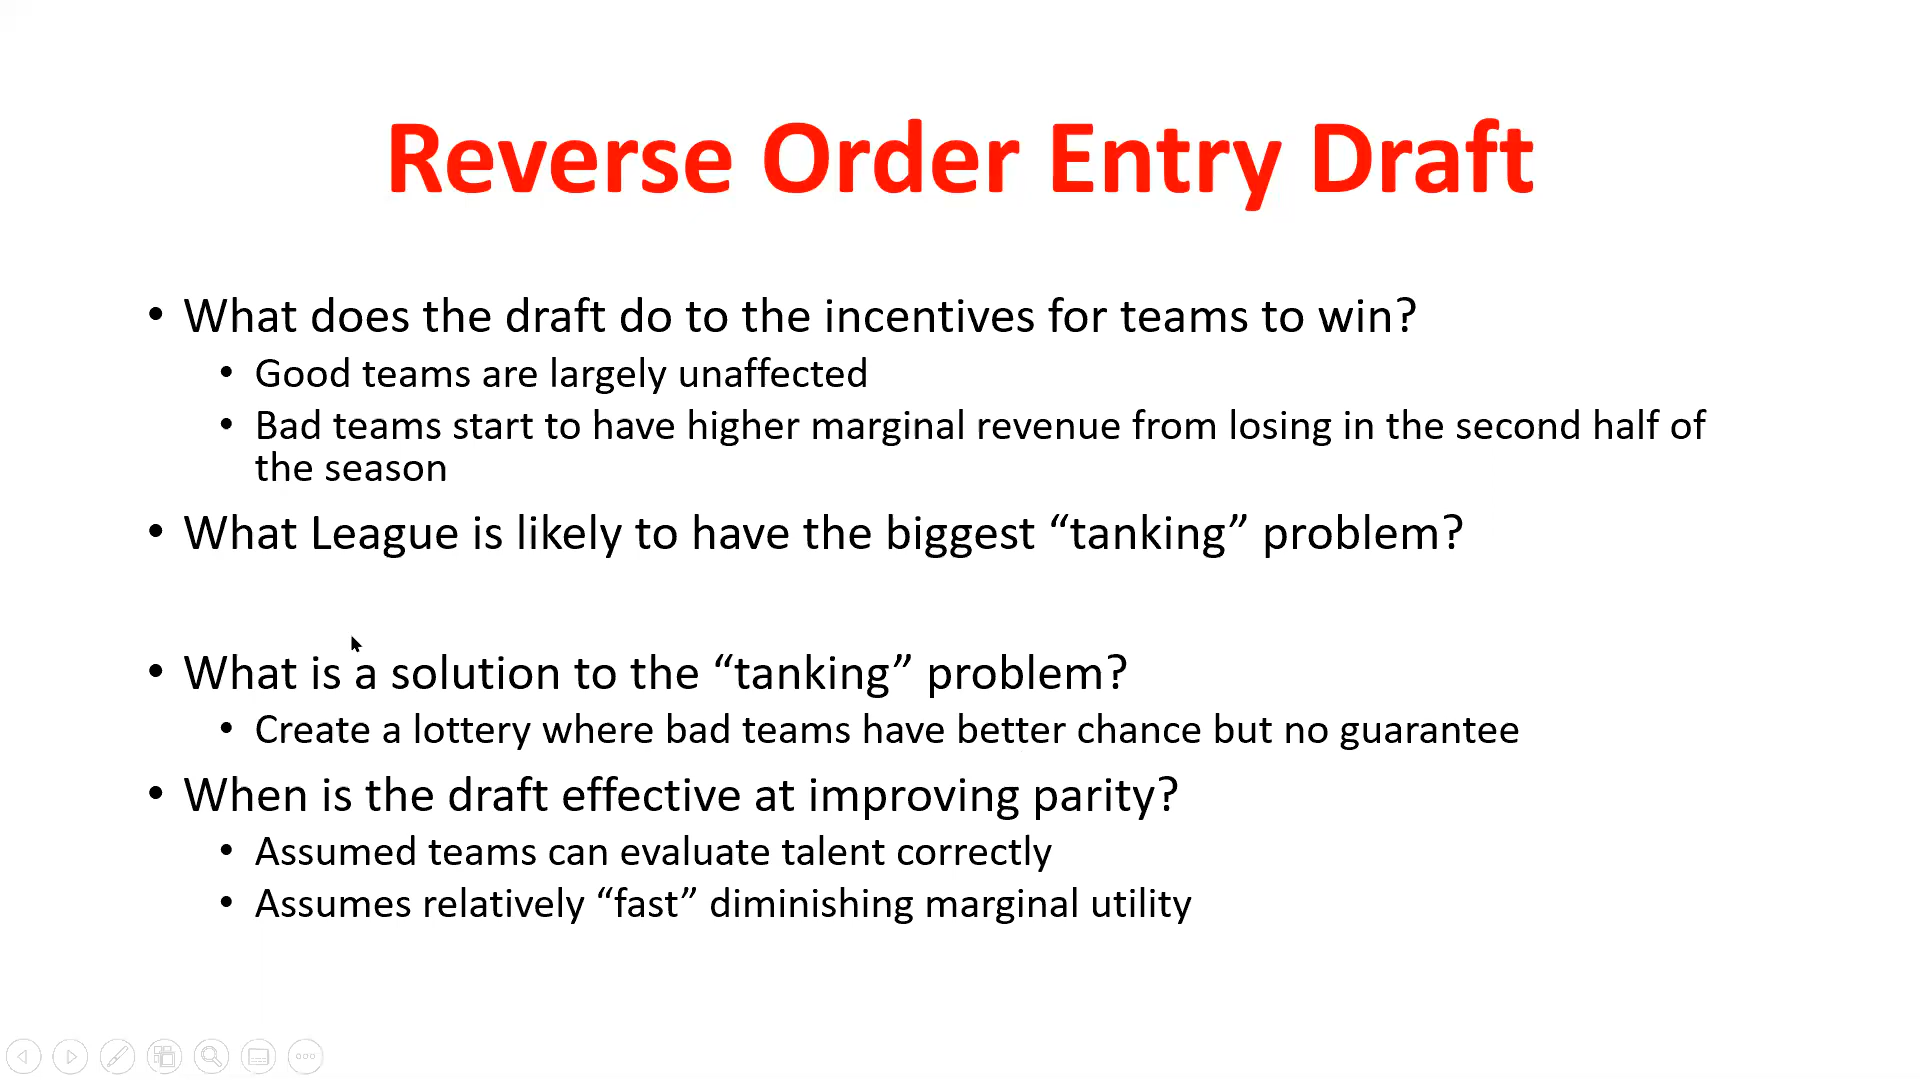 Reverse Order Entry Draft
• What does the draft do to the incentives for teams to win?
• Good teams are largely unaffected
• Bad teams start to have higher marginal revenue from losing in the second half of
the season
• What League is likely to have the biggest “tanking” problem?
• What is a solution to the “tanking” problem?
• Create a lottery where bad teams have better chance but no guarantee
• When is the draft effective at improving parity?
• Assumed teams can evaluate talent correctly
• Assumes relatively “fast” diminishing marginal utility